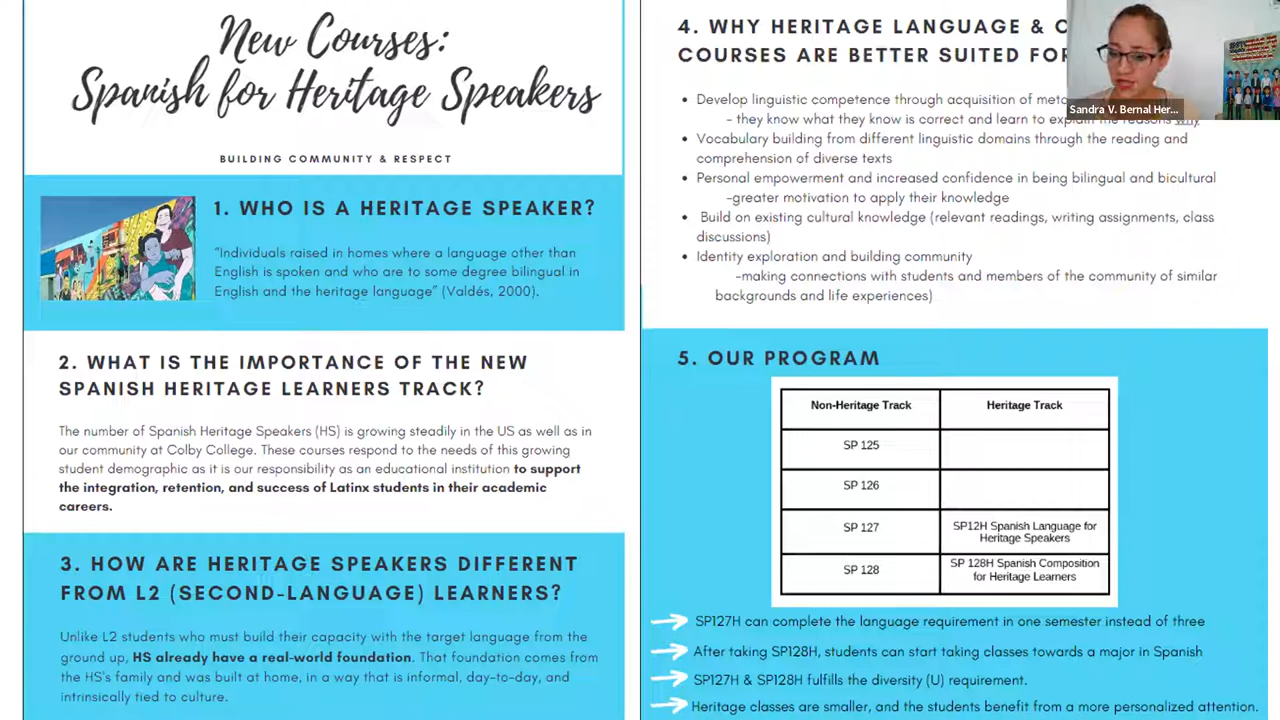 New Courses:
Spanish for Heritage Speakers
BUILDING COMMUNITY & RESPECT
1. WHO IS A HERITAGE SPEAKER?
"Individuals raised in homes where a language other than
English is spoken and who are to some degree bilingual in
English and the heritage language" (Valdés, 2000).
2. WHAT IS THE IMPORTANCE OF THE NEW
SPANISH HERITAGE LEARNERS TRACK?
The number of Spanish Heritage Speakers (HS) is growing steadily in the US as well as in
our community at Colby College. These courses respond to the needs of this growing
student demographic as it is our responsibility as an educational institution to support
the integration, retention, and success of Latinx students in their academic
careers.
3. HOW ARE HERITAGE SPEAKERS DIFFERENT
FROM L2 (SECOND-LANGUAGE) LEARNERS?
Unlike L2 students who must build their capacity with the target language from the
ground up, HS already have a real-world foundation. That foundation comes from
the HS's family and was built at home, in a way that is informal, day-to-day, and
intrinsically tied to culture.
4. WHY HERITAGE LANGUAGE & C
COURSES ARE BETTER SUITED FOR
• Develop linguistic competence through acquisition of
- they know what they know is correct and learn to explain the reasons why
• Vocabulary building from different linguistic domains through the reading and
comprehension of diverse texts
• Personal empowerment and increased confidence in being bilingual and bicultural
-greater motivation to apply their knowledge
• Build on existing cultural knowledge (relevant readings, writing assignments, class
discussions)
• Identity exploration and building community
-making connections with students and members of the community of similar
backgrounds and life experiences)
Sandra V. Bernal Her...
5. OUR PROGRAM
Non-Heritage Track Heritage Track
SP 125
SP 126
SP 127 SP12H Spanish Language for
Heritage Speakers
SP 128 SP 128H Spanish Composition
for Heritage Learners
SP127H can complete the language requirement in one semester instead of three
After taking SP128H, students can start taking classes towards a major in Spanish
SP127H & SP128H fulfills the diversity (U) requirement.
Heritage classes are smaller, and the students benefit from a more personalized attention.